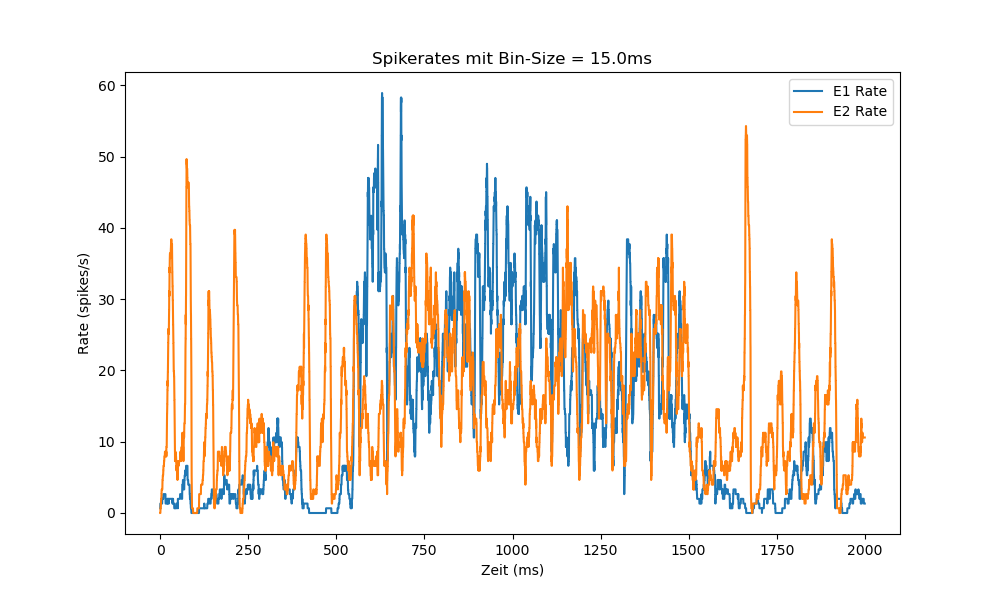 Spikerates mit Bin-Size = 15.0ms
E1 Rate
E2 Rate
Rate (spikes/s)
60
50
40
30
20
10
0
0 250 500 750 1000 1250 1500 1750 2000
Zeit (ms)